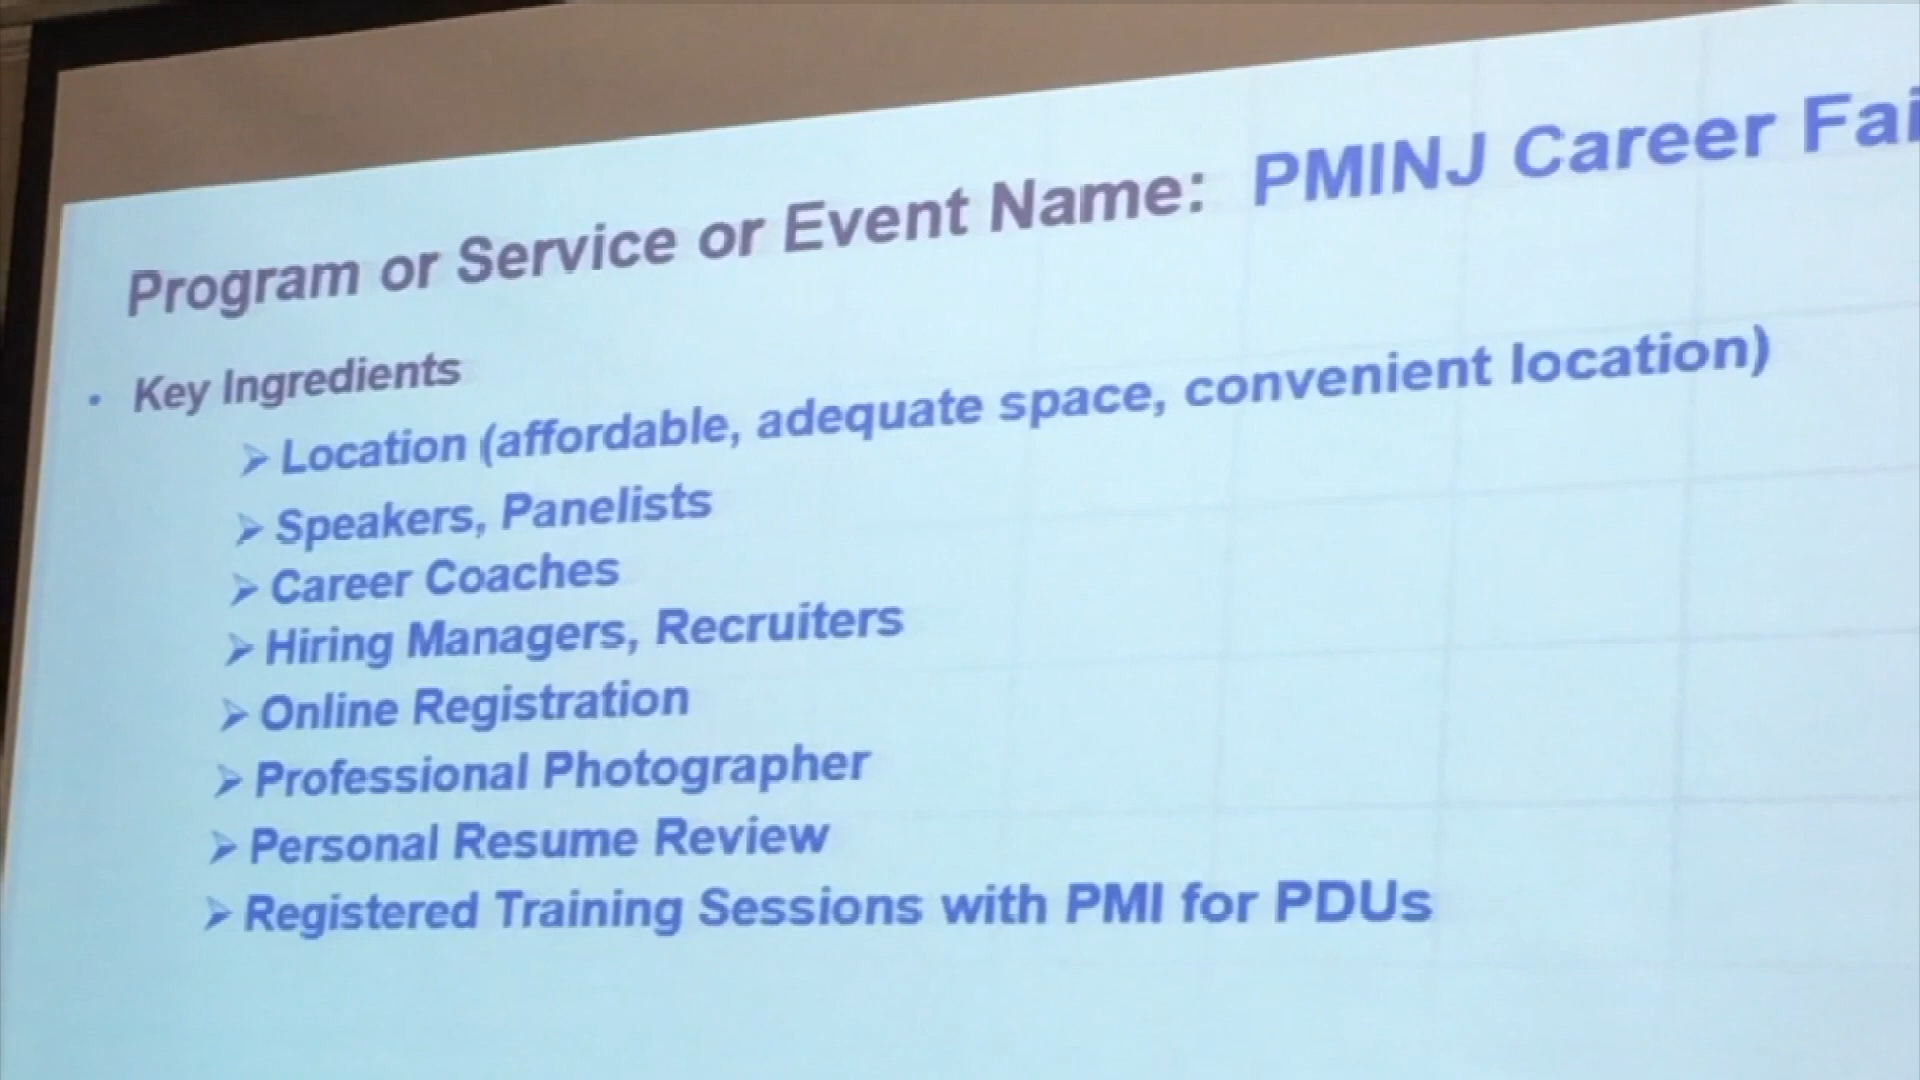 Program or Service or Event Name: PMINJ Career Fai
• Key Ingredients
➢ Location (affordable, adequate space, convenient location)
➢ Speakers, Panelists
➢ Career Coaches
➢ Hiring Managers, Recruiters
➢ Online Registration
➢ Professional Photographer
➢ Personal Resume Review
➢ Registered Training Sessions with PMI for PDUs